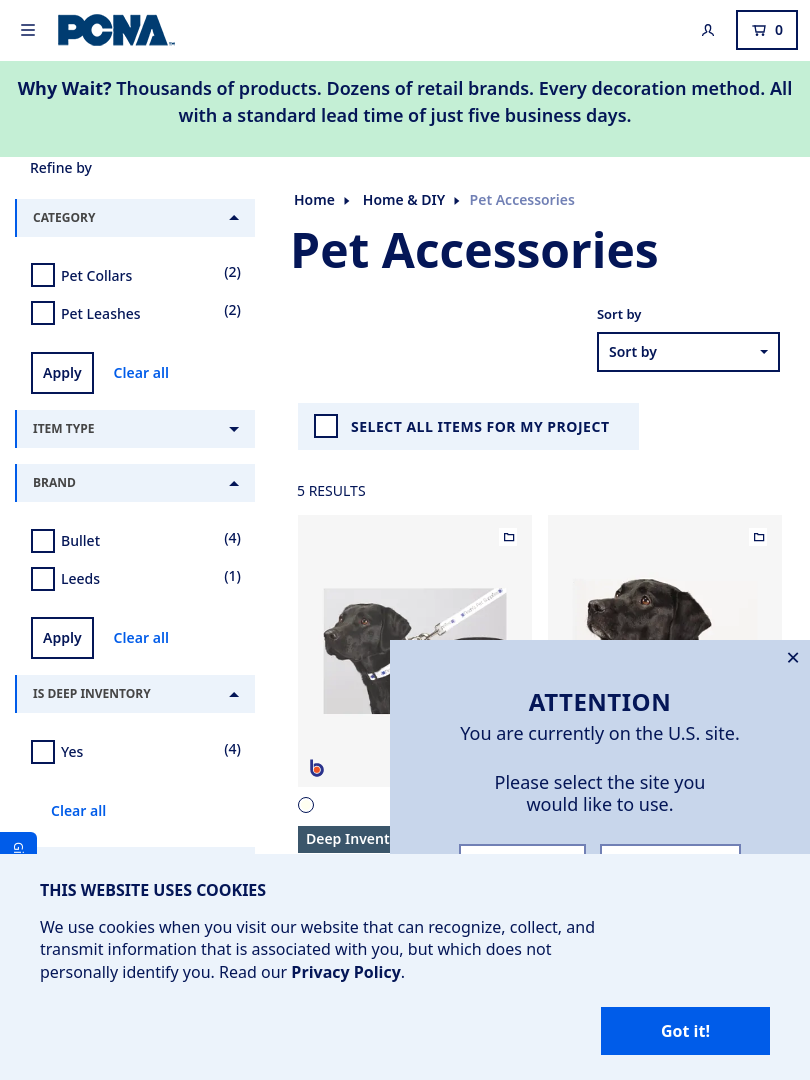 PCNA
0
Why Wait? Thousands of products. Dozens of retail brands. Every decoration method. All
with a standard lead time of just five business days.
Refine by
CATEGORY
Pet Collars (2)
Pet Leashes (2)
Apply Clear all
ITEM TYPE
BRAND
Bullet (4)
Leeds (1)
Apply Clear all
IS DEEP INVENTORY
Yes (4)
Clear all
Home Home & DIY Pet Accessories
Pet Accessories
Sort by
Sort by
SELECT ALL ITEMS FOR MY PROJECT
5 RESULTS
b
Deep Invent
ATTENTION
You are currently on the U.S. site.
Please select the site you
would like to use.
THIS WEBSITE USES COOKIES
We use cookies when you visit our website that can recognize, collect, and
transmit information that is associated with you, but which does not
personally identify you. Read our Privacy Policy.
Got it!